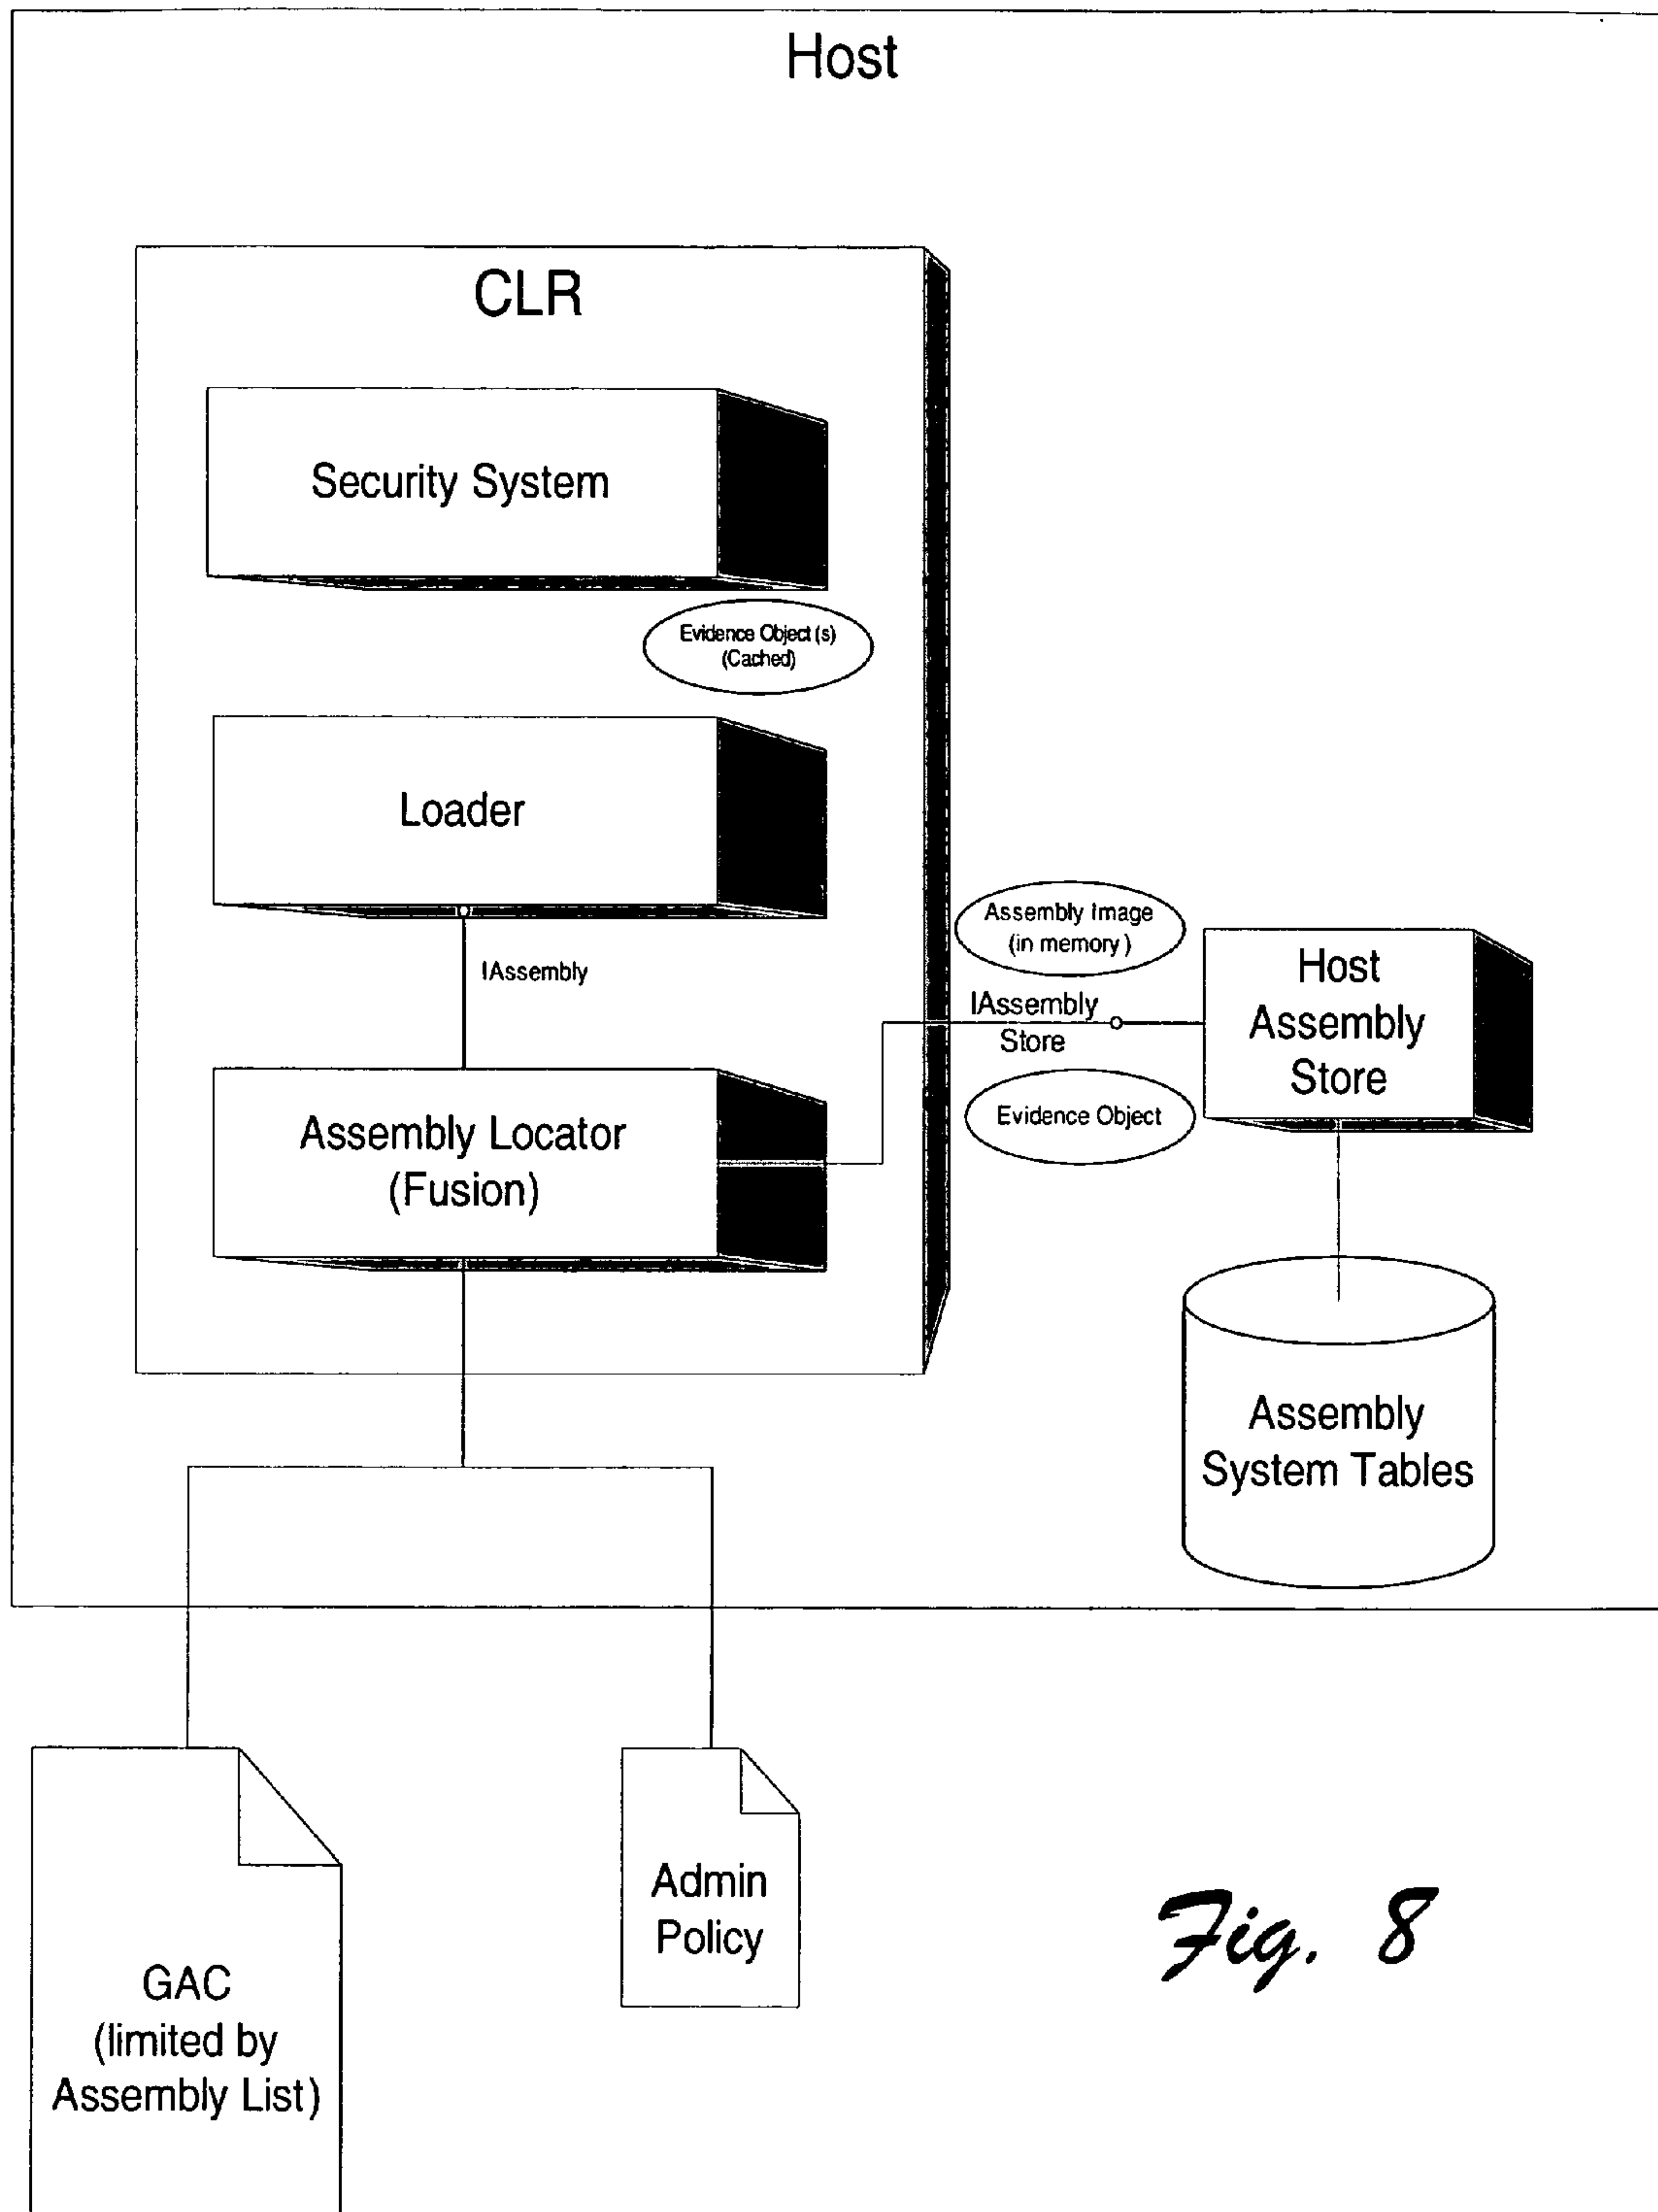 Host
CLR
Security System
Evidence Object (s)
(Cached)
Loader
IAssembly
Assembly Image
(in memory)
IAssembly
Store
Evidence Object
Host
Assembly
Store
Assembly Locator
(Fusion)
Assembly
System Tables
Admin
Policy
GAC
(limited by
Assembly List)
Fig. 8